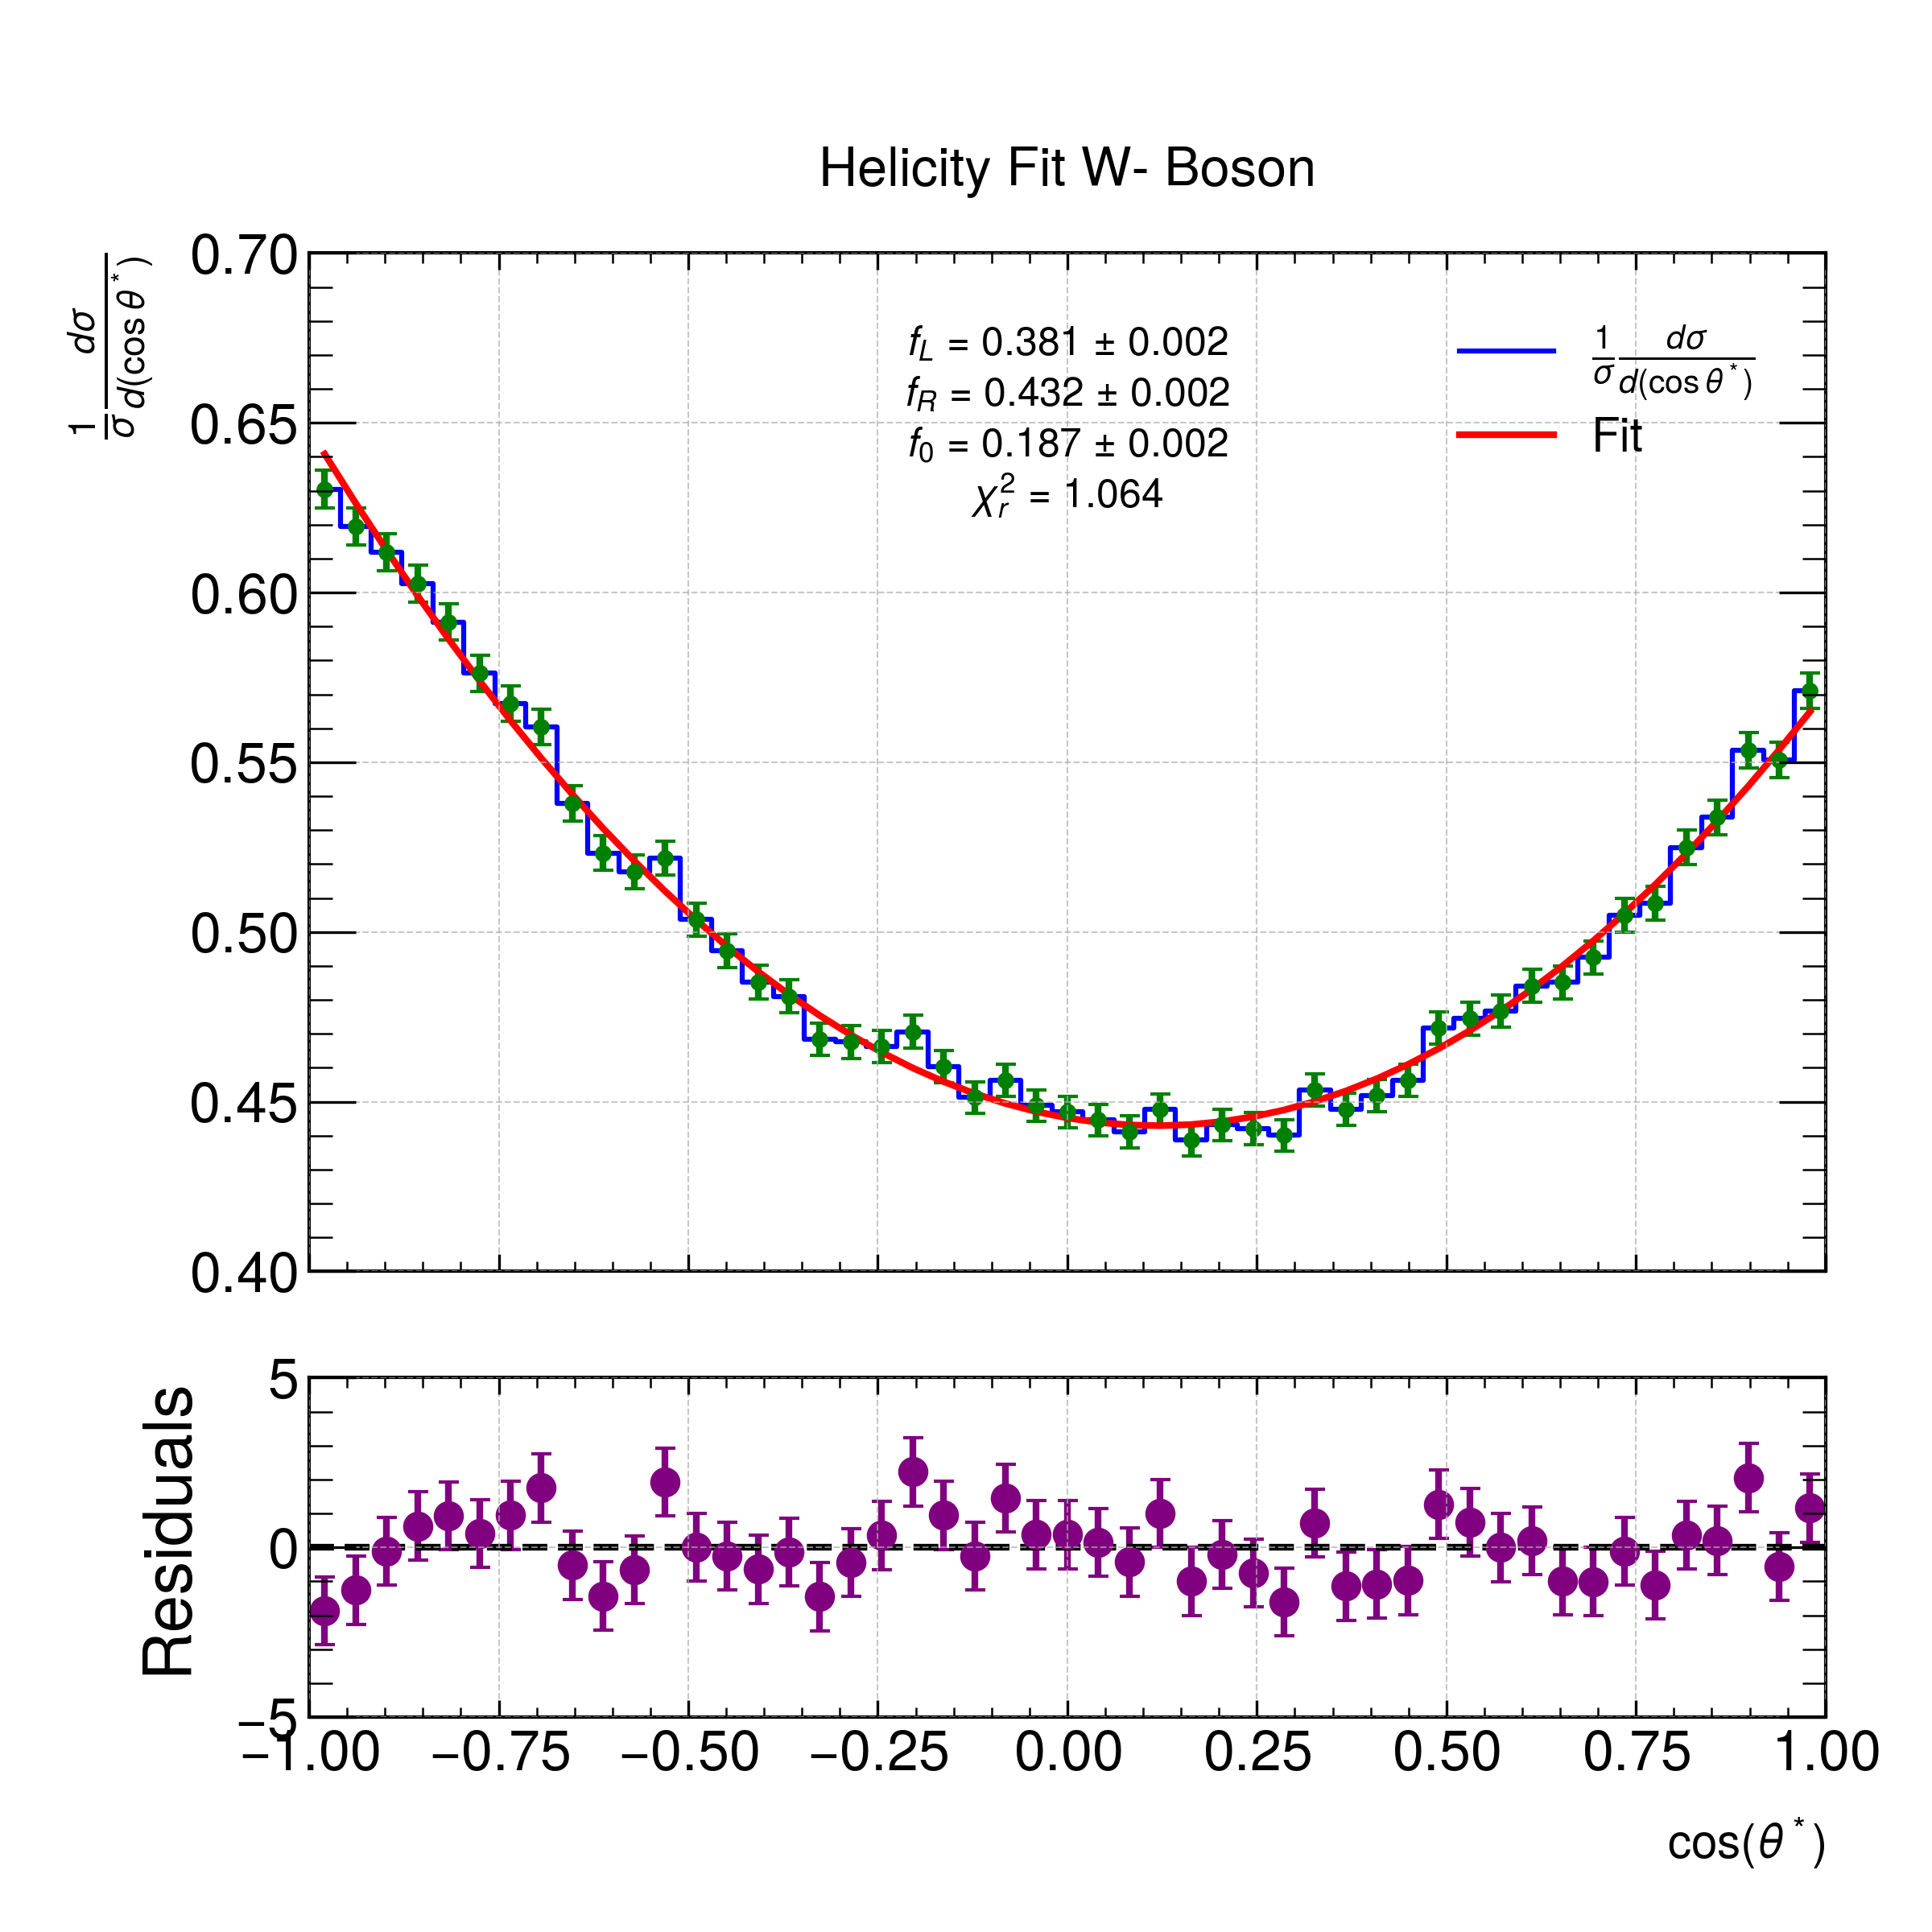 Helicity Fit W- Boson
1/σ dσ/d(cos θ*)
0.70
0.65
0.60
0.55
0.50
0.45
0.40
f_L = 0.381 ± 0.002
f_R = 0.432 ± 0.002
f_0 = 0.187 ± 0.002
χ_r^2 = 1.064
1/σ dσ/d(cos θ*)
Fit
Residuals
5
0
−5
−1.00 −0.75 −0.50 −0.25 0.00 0.25 0.50 0.75 1.00
cos(θ*)